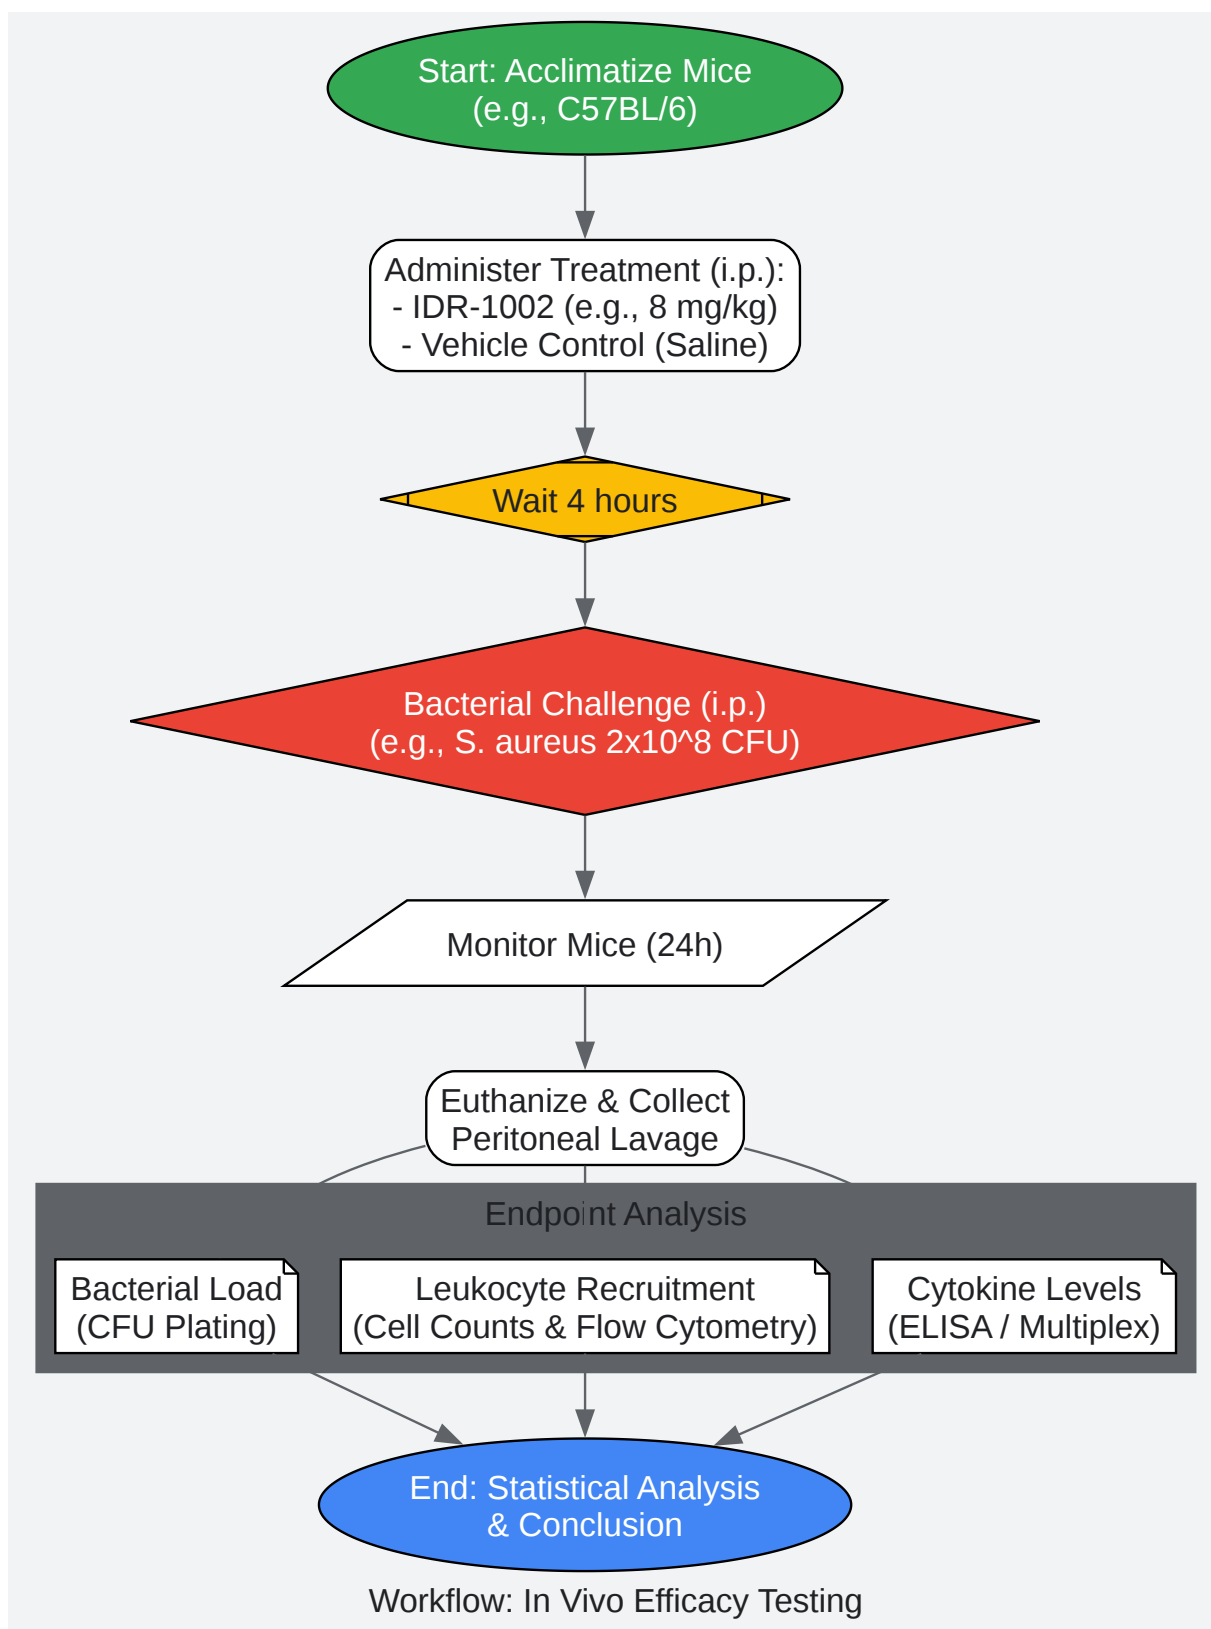 Start: Acclimatize Mice
(e.g., C57BL/6)
Administer Treatment (i.p.):
- IDR-1002 (e.g., 8 mg/kg)
- Vehicle Control (Saline)
Wait 4 hours
Bacterial Challenge (i.p.)
(e.g., S. aureus 2x10^8 CFU)
Monitor Mice (24h)
Euthanize & Collect
Peritoneal Lavage
Endpoint Analysis
Bacterial Load
(CFU Plating)
Leukocyte Recruitment
(Cell Counts & Flow Cytometry)
Cytokine Levels
(ELISA / Multiplex)
End: Statistical Analysis
& Conclusion
Workflow: In Vivo Efficacy Testing